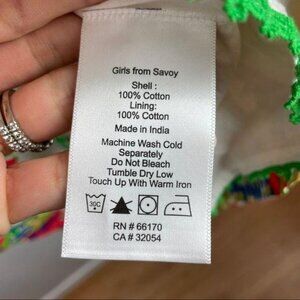 Girls from Savoy
Shell :
100% Cotton
Lining:
100% Cotton
Made in India
Machine Wash Cold
Separately
Do Not Bleach
Tumble Dry Low
Touch Up With Warm Iron
30C
RN # 66170
CA # 32054